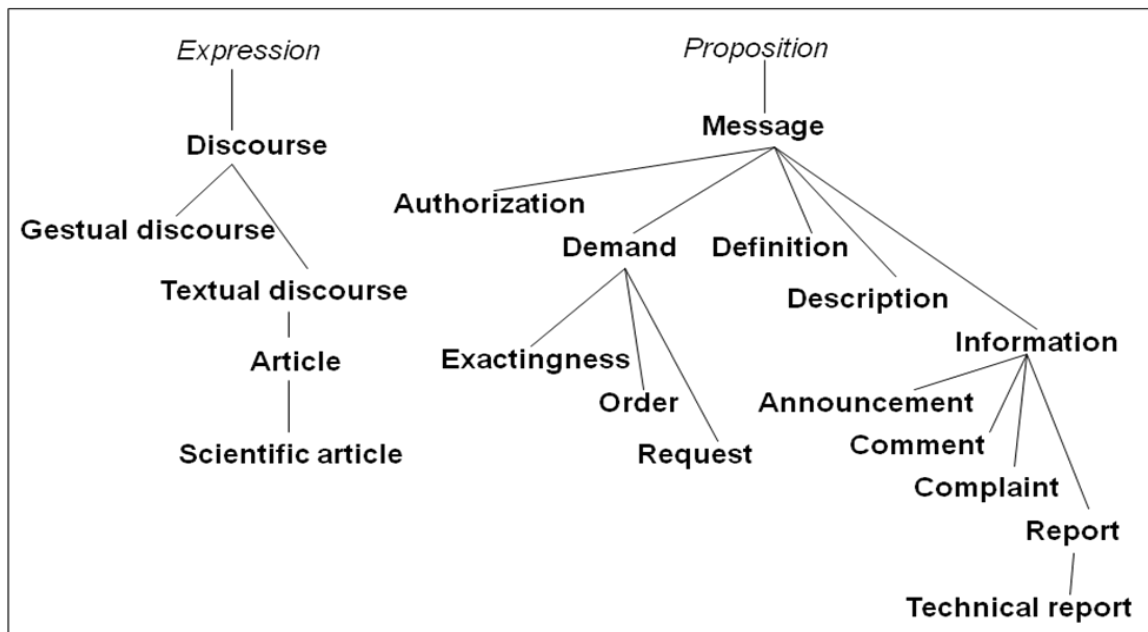 Expression
Discourse
Gestual discourse
Textual discourse
Article
Scientific article
Proposition
Message
Authorization
Demand
Definition
Description
Information
Exactingness
Order
Request
Announcement
Comment
Complaint
Report
Technical report